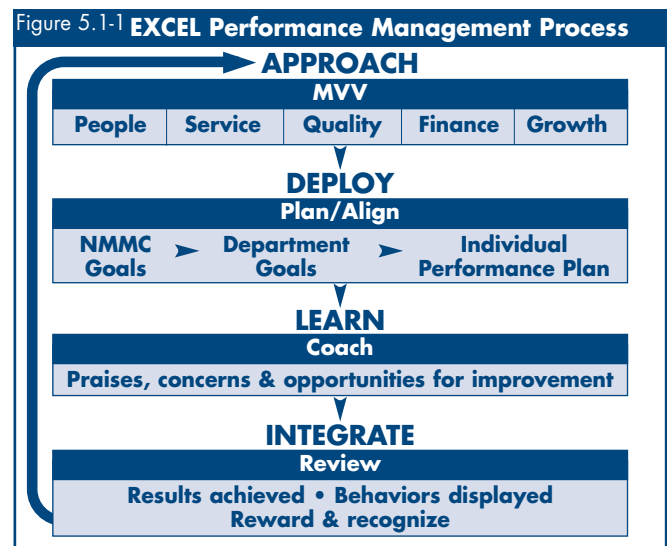 Figure 5.1-1 EXCEL Performance Management Process
APPROACH
MVV
People Service Quality Finance Growth
DEPLOY
Plan/Align
NMMC Department Individual
Goals Goals Performance Plan
LEARN
Coach
Praises, concerns & opportunities for improvement
INTEGRATE
Review
Results achieved • Behaviors displayed
Reward & recognize